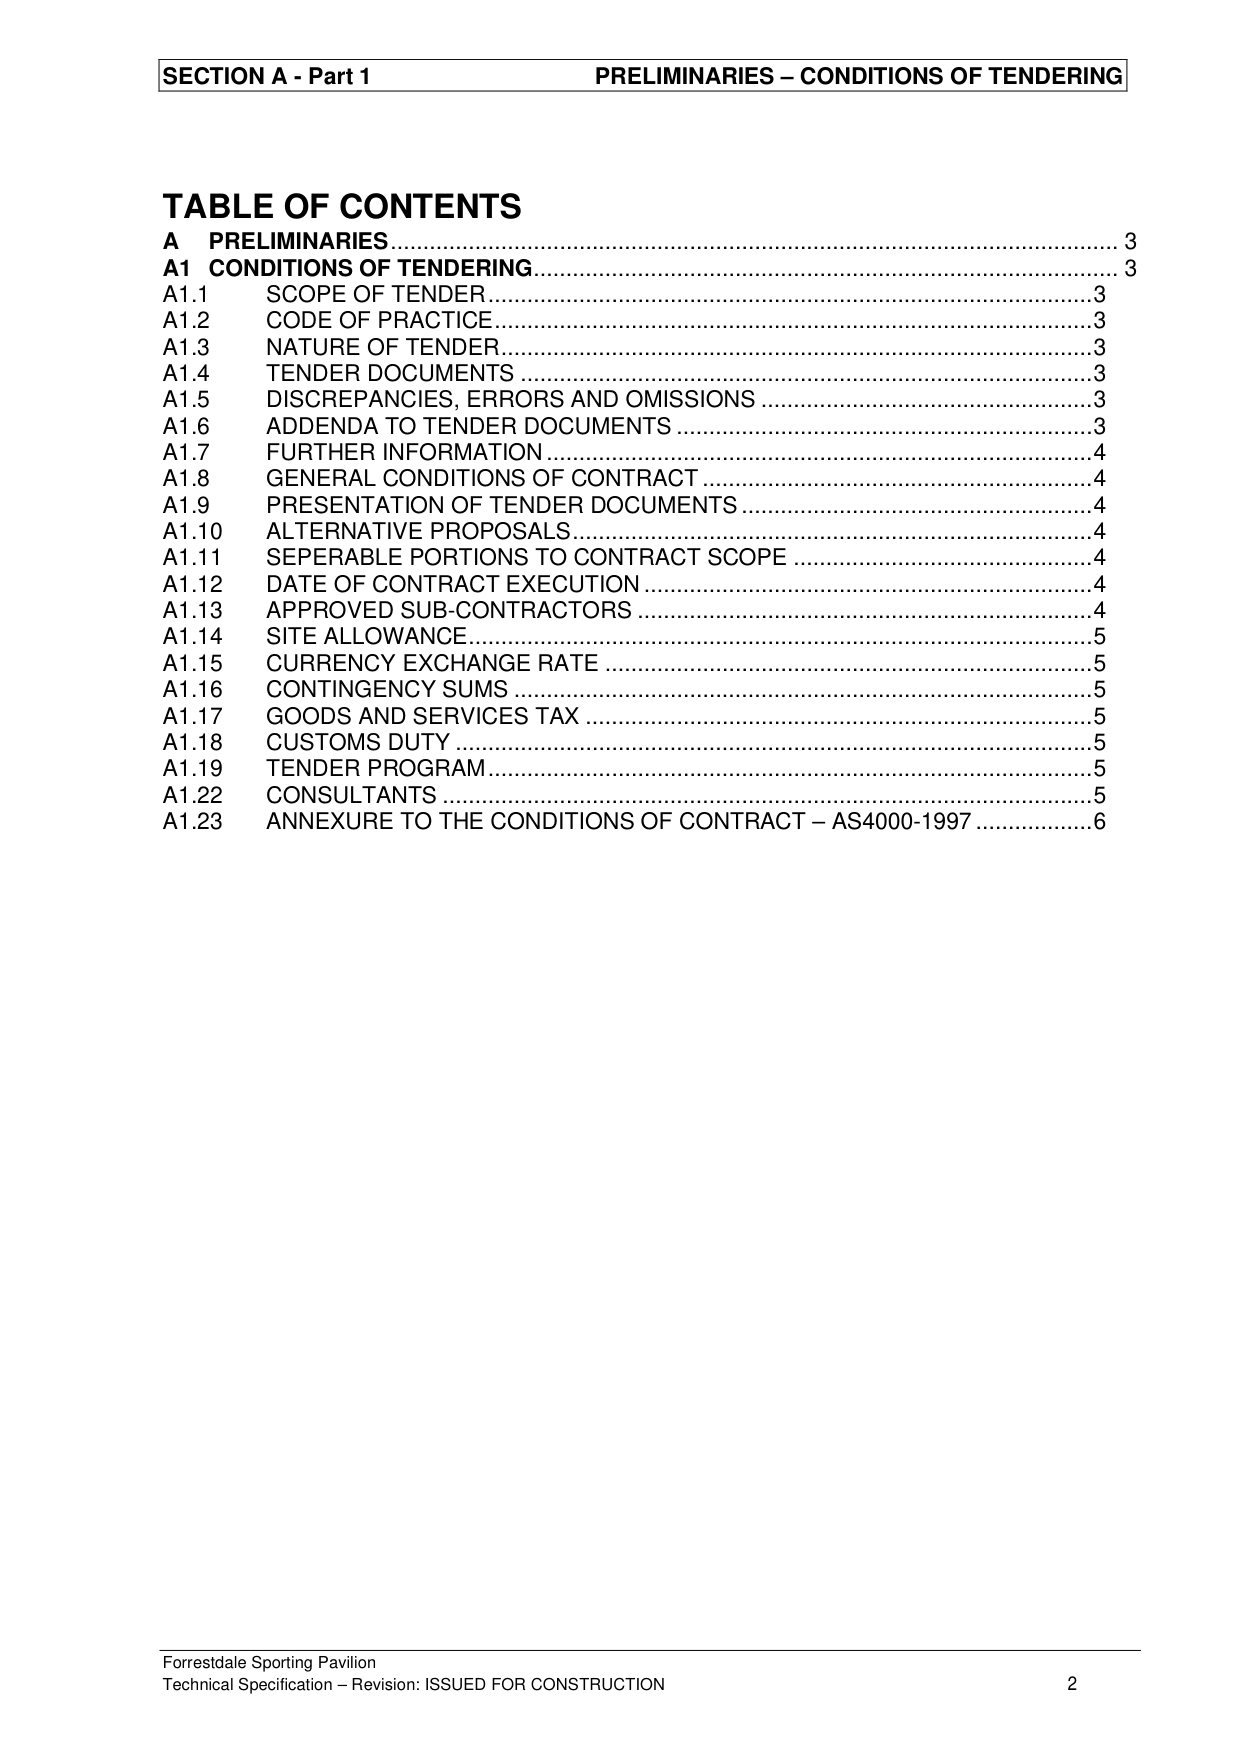 SECTION A - Part 1 PRELIMINARIES – CONDITIONS OF TENDERING
TABLE OF CONTENTS
A PRELIMINARIES................................................................................................................ 3
A1 CONDITIONS OF TENDERING.......................................................................................... 3
A1.1 SCOPE OF TENDER.............................................................................................3
A1.2 CODE OF PRACTICE............................................................................................3
A1.3 NATURE OF TENDER...........................................................................................3
A1.4 TENDER DOCUMENTS ........................................................................................3
A1.5 DISCREPANCIES, ERRORS AND OMISSIONS ...................................................3
A1.6 ADDENDA TO TENDER DOCUMENTS ................................................................3
A1.7 FURTHER INFORMATION ....................................................................................4
A1.8 GENERAL CONDITIONS OF CONTRACT ............................................................4
A1.9 PRESENTATION OF TENDER DOCUMENTS ......................................................4
A1.10 ALTERNATIVE PROPOSALS................................................................................4
A1.11 SEPERABLE PORTIONS TO CONTRACT SCOPE ..............................................4
A1.12 DATE OF CONTRACT EXECUTION .....................................................................4
A1.13 APPROVED SUB-CONTRACTORS ......................................................................4
A1.14 SITE ALLOWANCE................................................................................................5
A1.15 CURRENCY EXCHANGE RATE ...........................................................................5
A1.16 CONTINGENCY SUMS .........................................................................................5
A1.17 GOODS AND SERVICES TAX ..............................................................................5
A1.18 CUSTOMS DUTY ..................................................................................................5
A1.19 TENDER PROGRAM.............................................................................................5
A1.22 CONSULTANTS ....................................................................................................5
A1.23 ANNEXURE TO THE CONDITIONS OF CONTRACT – AS4000-1997 ..................6
Forrestdale Sporting Pavilion
Technical Specification – Revision: ISSUED FOR CONSTRUCTION 2